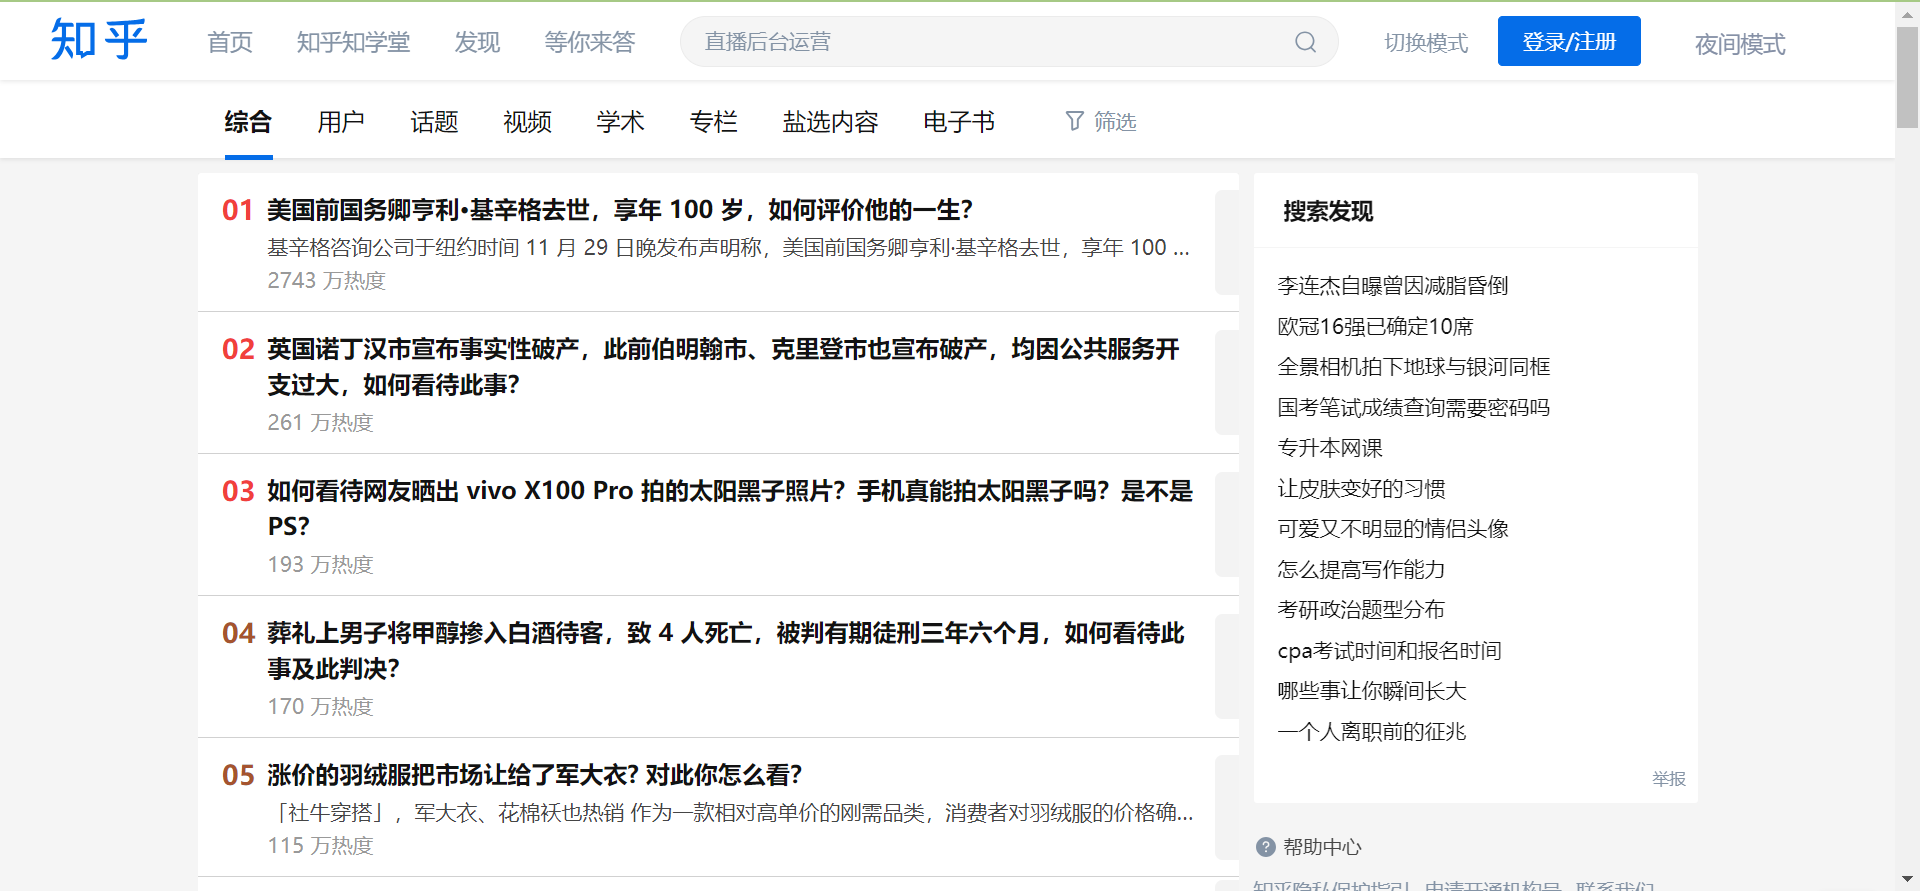 知乎 首页 知乎知学堂 发现 等你来答 直播后台运营 切换模式 登录/注册 夜间模式
综合 用户 话题 视频 学术 专栏 盐选内容 电子书 筛选
01 美国前国务卿亨利·基辛格去世，享年 100 岁，如何评价他的一生？
基辛格咨询公司于纽约时间 11 月 29 日晚发布声明称，美国前国务卿亨利·基辛格去世，享年 100 ...
2743 万热度
02 英国诺丁汉市宣布事实性破产，此前伯明翰市、克里登市也宣布破产，均因公共服务开
支过大，如何看待此事？
261 万热度
03 如何看待网友晒出 vivo X100 Pro 拍的太阳黑子照片？手机真能拍太阳黑子吗？是不是
PS？
193 万热度
04 葬礼上男子将甲醇掺入白酒待客，致 4 人死亡，被判有期徒刑三年六个月，如何看待此
事及此判决？
170 万热度
05 涨价的羽绒服把市场让给了军大衣? 对此你怎么看？
「社牛穿搭」，军大衣、花棉袄也热销 作为一款相对高单价的刚需品类，消费者对羽绒服的价格确...
115 万热度
搜索发现
李连杰自曝曾因减脂昏倒
欧冠16强已确定10席
全景相机拍下地球与银河同框
国考笔试成绩查询需要密码吗
专升本网课
让皮肤变好的习惯
可爱又不明显的情侣头像
怎么提高写作能力
考研政治题型分布
cpa考试时间和报名时间
哪些事让你瞬间长大
一个人离职前的征兆
举报
? 帮助中心
知乎隐私保护指引 申请开通机构号 联系我们